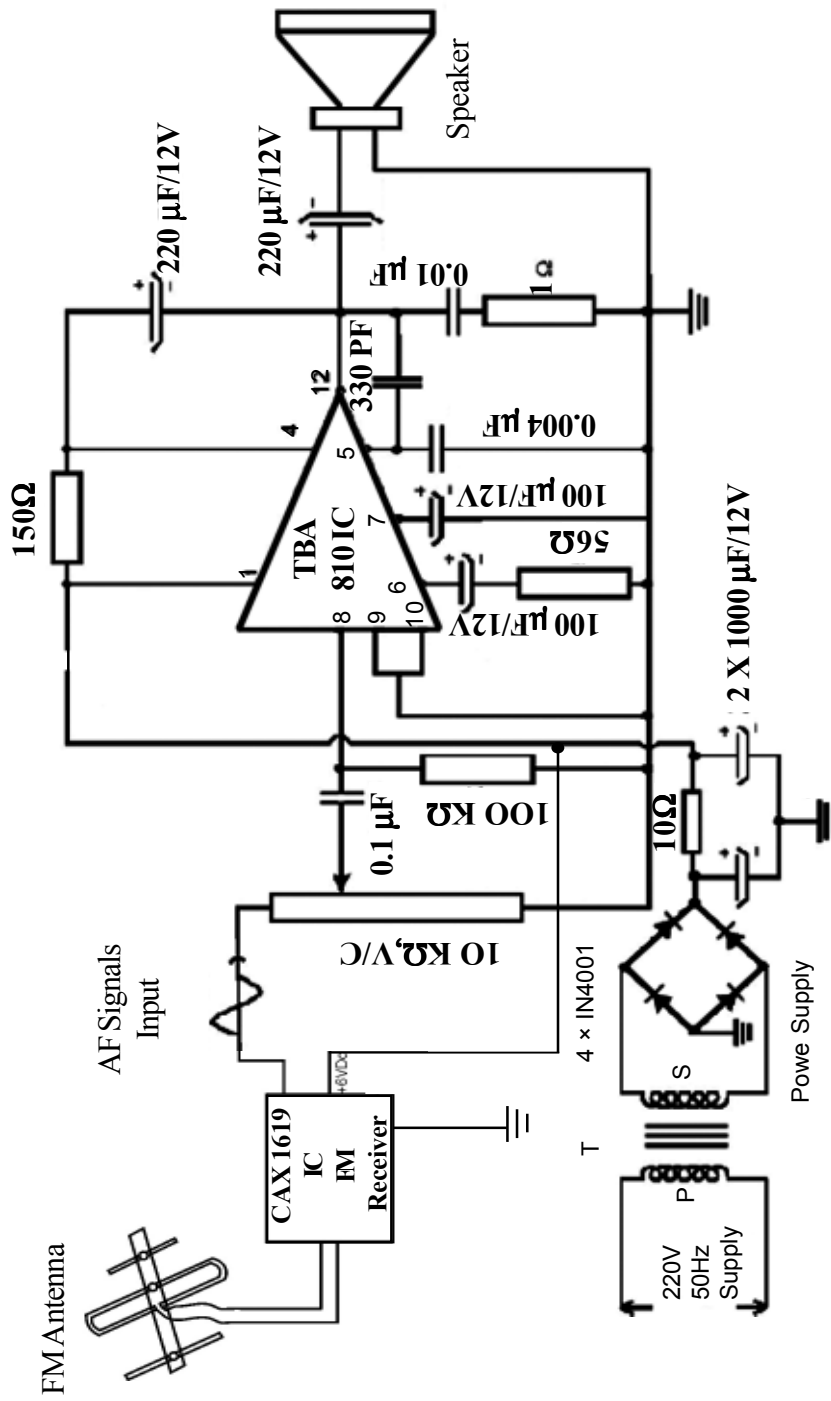 FM Antenna
CAX 1619
IC
FM
Receiver
+6VDc
AF Signals
Input
10 KΩ,V/C
0.1 µF
100 KΩ
150Ω
TBA
810 IC
1
4
12
8
9
10
6
7
5
100 µF/12V
56Ω
100 µF/12V
0.004 µF
330 PF
0.01 µF
1Ω
220 µF/12V
220 µF/12V
Speaker
220V
50Hz
Supply
P
T
S
4 × IN4001
10Ω
2 X 1000 µF/12V
Powe Supply